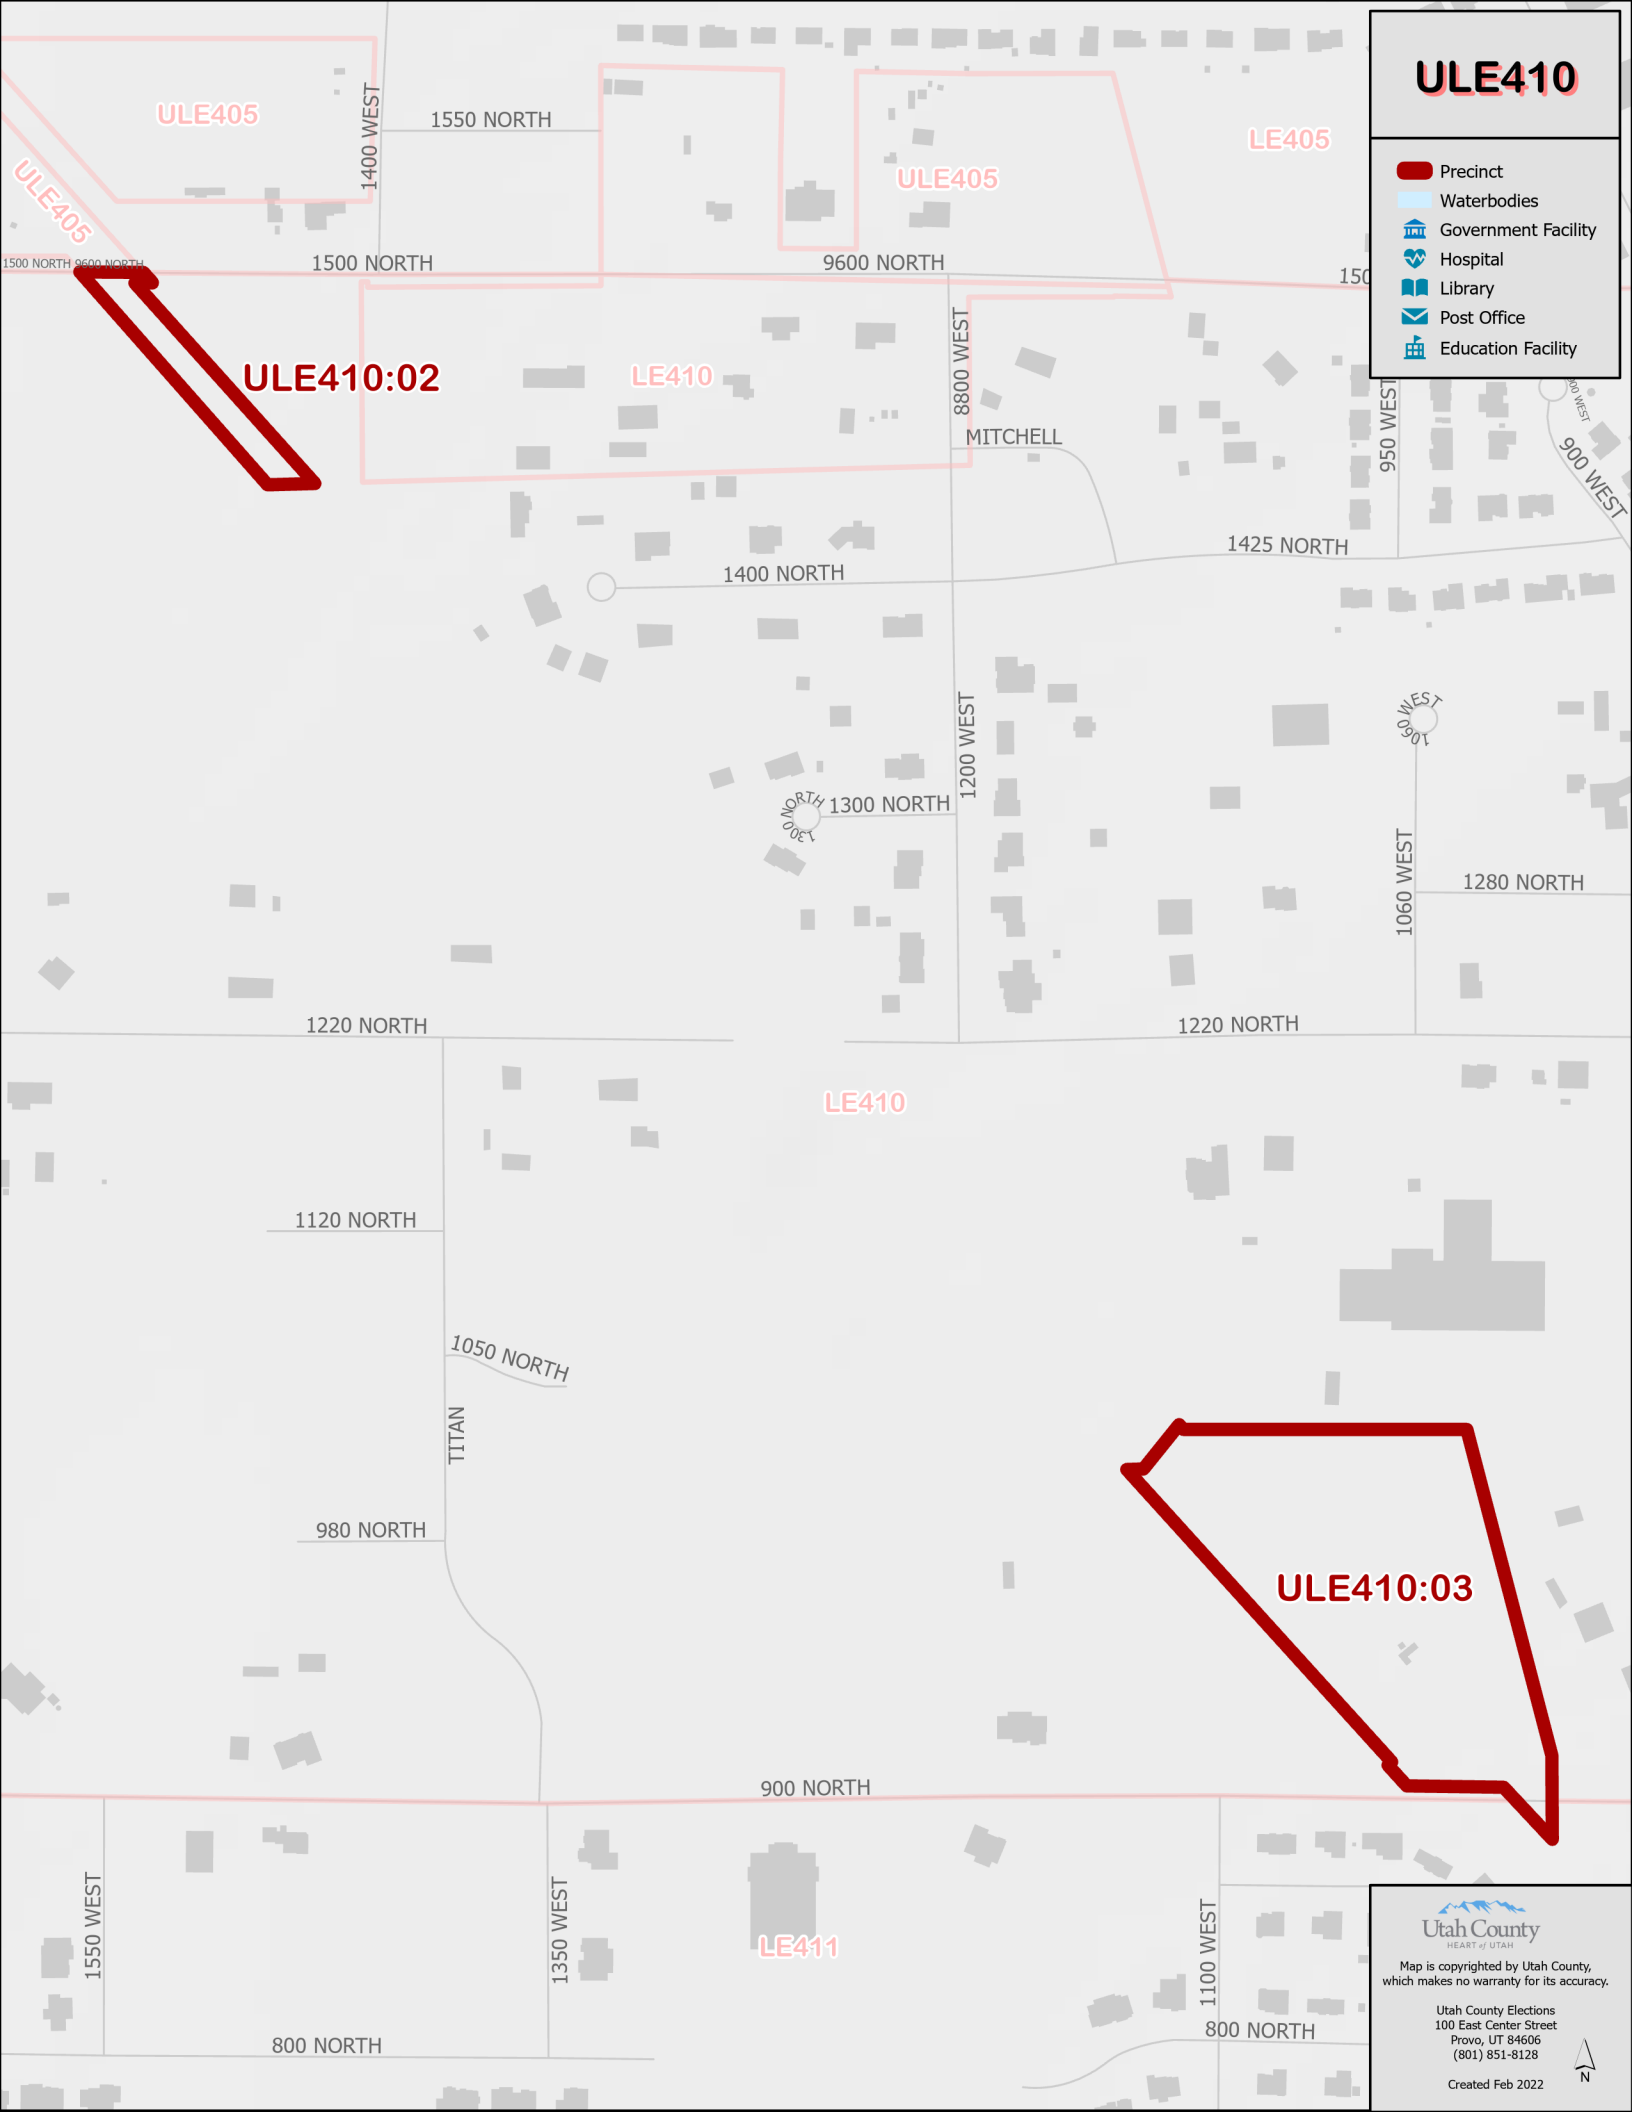 ULE410
Precinct
Waterbodies
Government Facility
Hospital
Library
Post Office
Education Facility
ULE405
1400 WEST
1550 NORTH
ULE405
LE405
ULE405
1500 NORTH
9600 NORTH
1500 NORTH
9600 NORTH
150
ULE410:02
LE410
8800 WEST
MITCHELL
950 WEST
900 WEST
900 WEST
1425 NORTH
1400 NORTH
1200 WEST
1060 WEST
1300 NORTH
1300 NORTH
1060 WEST
1280 NORTH
1220 NORTH
1220 NORTH
LE410
1120 NORTH
1050 NORTH
TITAN
980 NORTH
ULE410:03
900 NORTH
1550 WEST
1350 WEST
LE411
1100 WEST
800 NORTH
800 NORTH
Utah County
HEART of UTAH
Map is copyrighted by Utah County,
which makes no warranty for its accuracy.
Utah County Elections
100 East Center Street
Provo, UT 84606
(801) 851-8128
Created Feb 2022
N